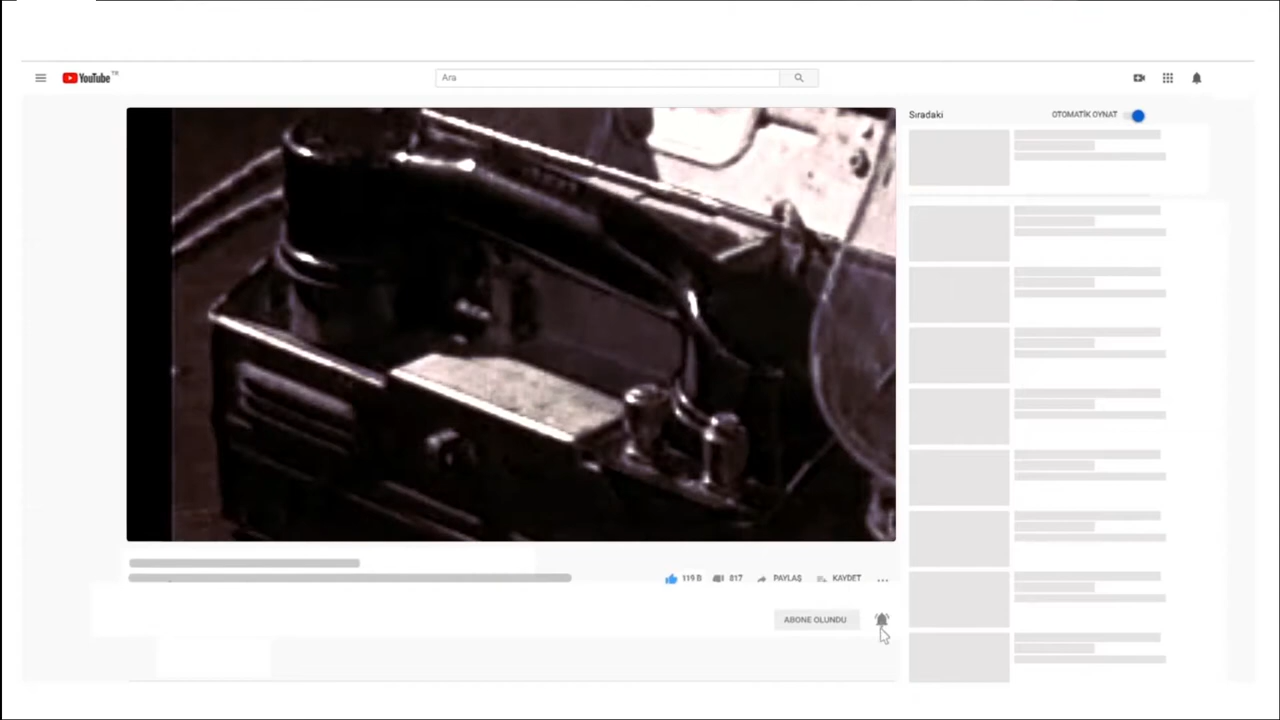 YouTube TR
Ara
Sıradaki
OTOMATİK OYNAT
119 B
817
PAYLAŞ
KAYDET
ABONE OLUNDU